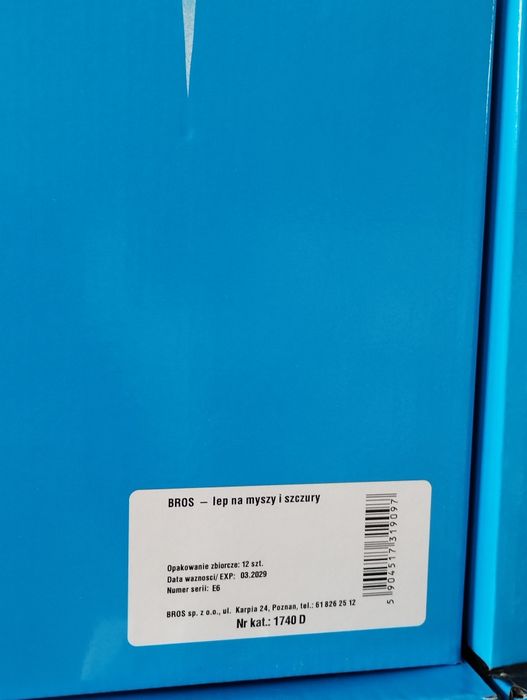 BROS – lep na myszy i szczury
Opakowanie zbiorcze: 12 szt.
Data waznosci/ EXP: 03.2029
Numer serii: E6
BROS sp. z o.o., ul. Karpia 24, Poznan, tel.: 61 826 25 12
Nr kat.: 1740 D
5 904517 319097